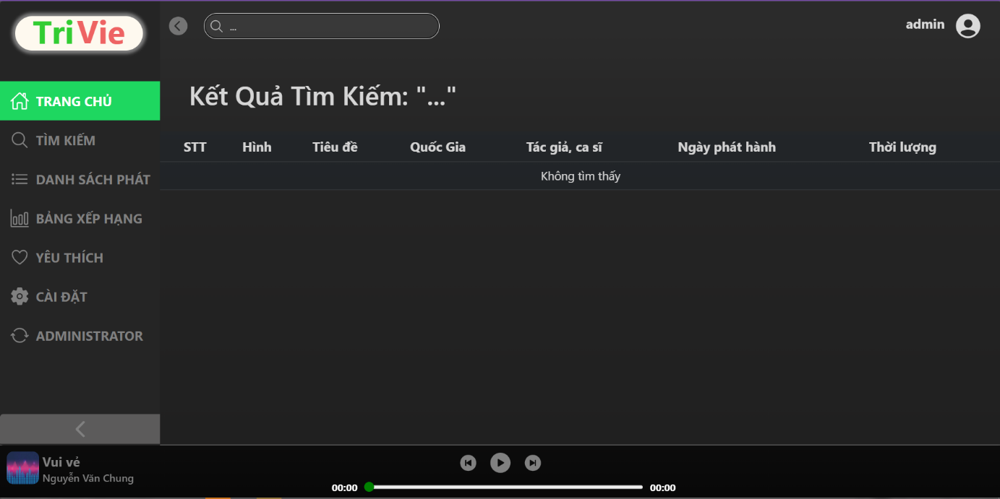 TriVie
...
admin
TRANG CHỦ
TÌM KIẾM
DANH SÁCH PHÁT
BẢNG XẾP HẠNG
YÊU THÍCH
CÀI ĐẶT
ADMINISTRATOR
Kết Quả Tìm Kiếm: "..."
STT Hình Tiêu đề Quốc Gia Tác giả, ca sĩ Ngày phát hành Thời lượng
Không tìm thấy
Vui vẻ
Nguyễn Văn Chung
00:00 00:00